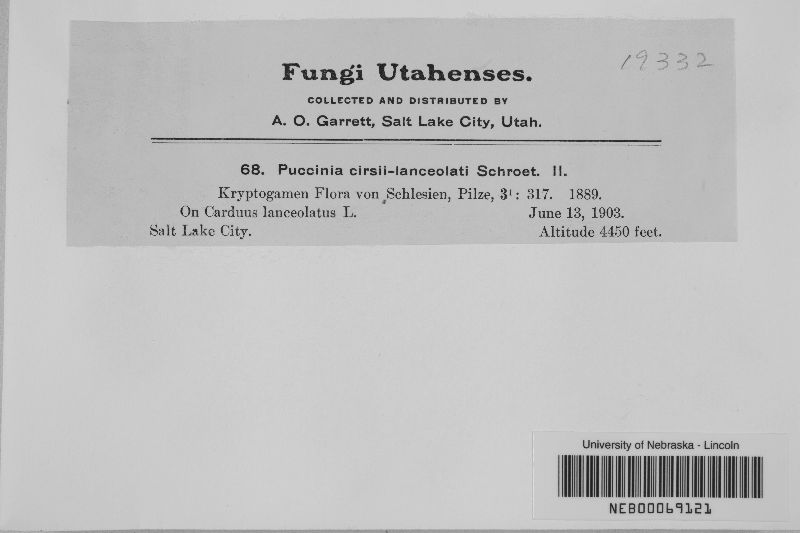 19332
Fungi Utahenses.
COLLECTED AND DISTRIBUTED BY
A. O. Garrett, Salt Lake City, Utah.
68. Puccinia cirsii-lanceolati Schroet. II.
Kryptogamen Flora von Schlesien, Pilze, 3¹: 317. 1889.
On Carduus lanceolatus L. June 13, 1903.
Salt Lake City. Altitude 4450 feet.
University of Nebraska - Lincoln
NEB00069121